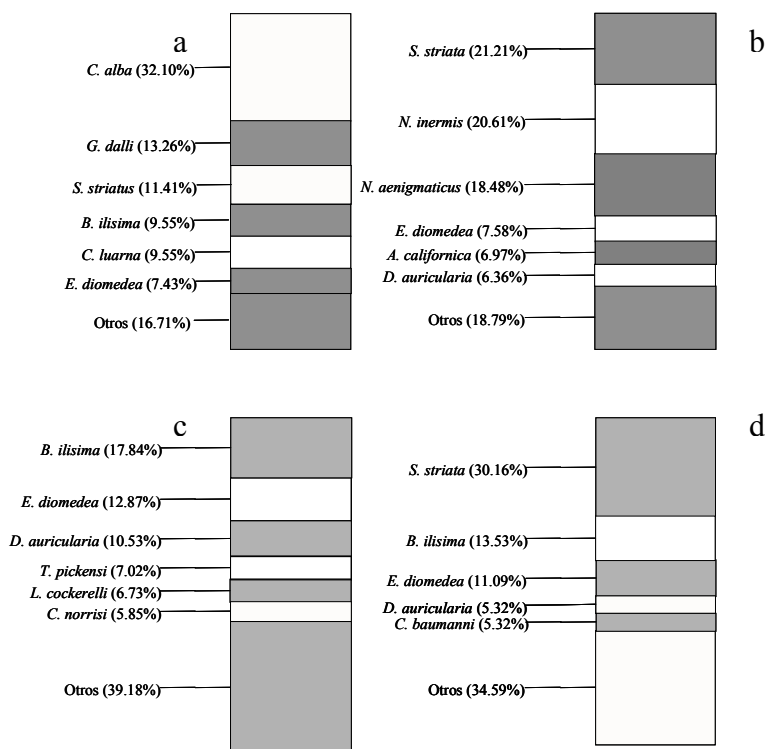 a
C. alba (32.10%)
G. dalli (13.26%)
S. striatus (11.41%)
B. ilisima (9.55%)
C. luarna (9.55%)
E. diomedea (7.43%)
Otros (16.71%)
b
S. striata (21.21%)
N. inermis (20.61%)
N. aenigmaticus (18.48%)
E. diomedea (7.58%)
A. californica (6.97%)
D. auricularia (6.36%)
Otros (18.79%)
c
B. ilisima (17.84%)
E. diomedea (12.87%)
D. auricularia (10.53%)
T. pickensi (7.02%)
L. cockerelli (6.73%)
C. norrisi (5.85%)
Otros (39.18%)
d
S. striata (30.16%)
B. ilisima (13.53%)
E. diomedea (11.09%)
D. auricularia (5.32%)
C. baumanni (5.32%)
Otros (34.59%)